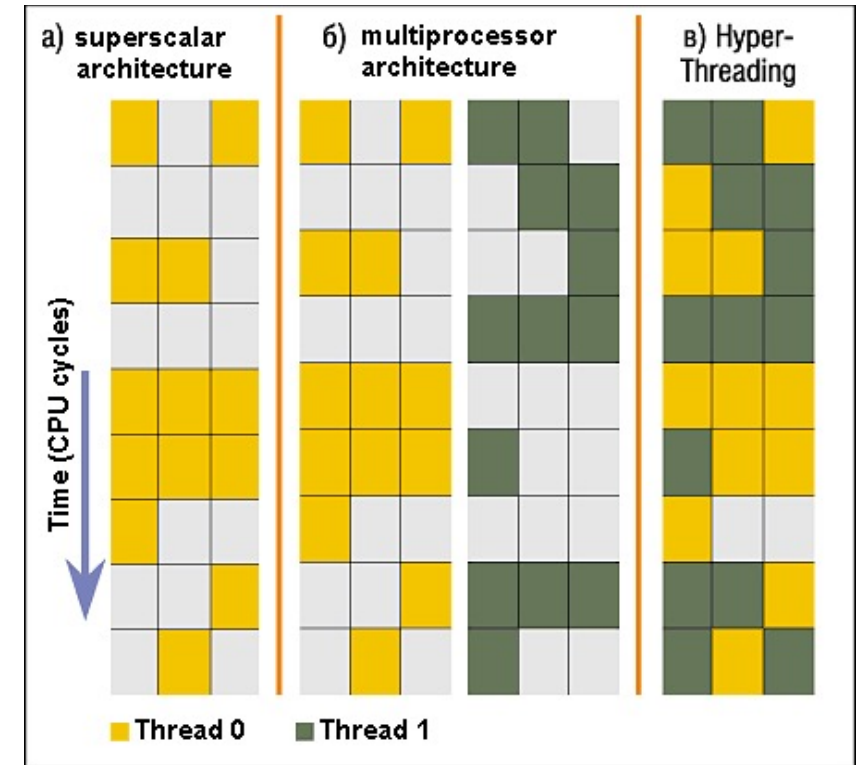 а) superscalar
architecture
б) multiprocessor
architecture
в) Hyper-
Threading
Time (CPU cycles)
Thread 0
Thread 1